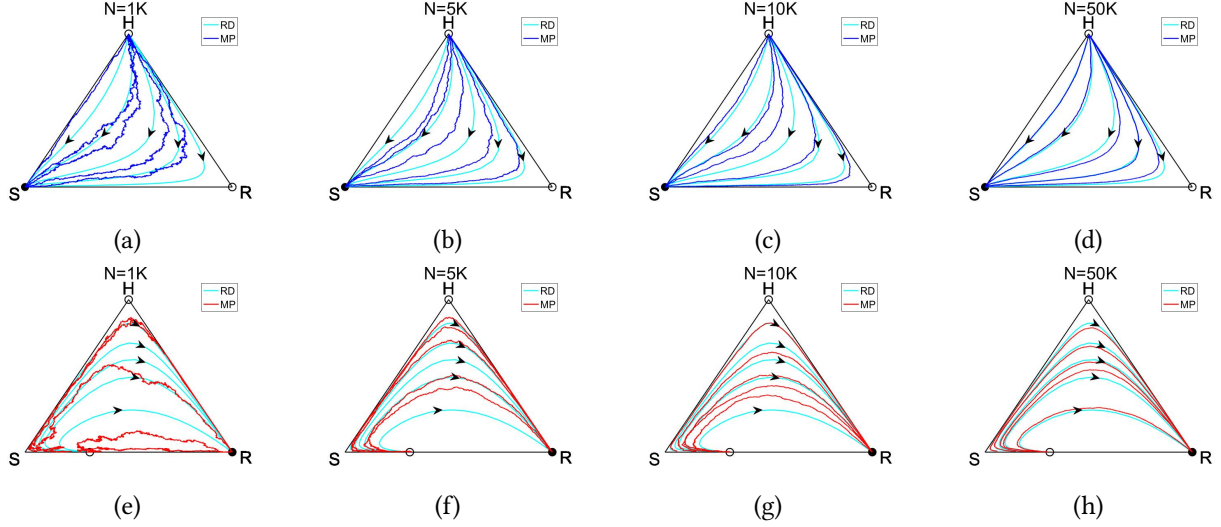 N=1K N=5K N=10K N=50K
H H H H
RD RD RD RD
MP MP MP MP
S R S R S R S R
(a) (b) (c) (d)
N=1K N=5K N=10K N=50K
H H H H
RD RD RD RD
MP MP MP MP
S R S R S R S R
(e) (f) (g) (h)